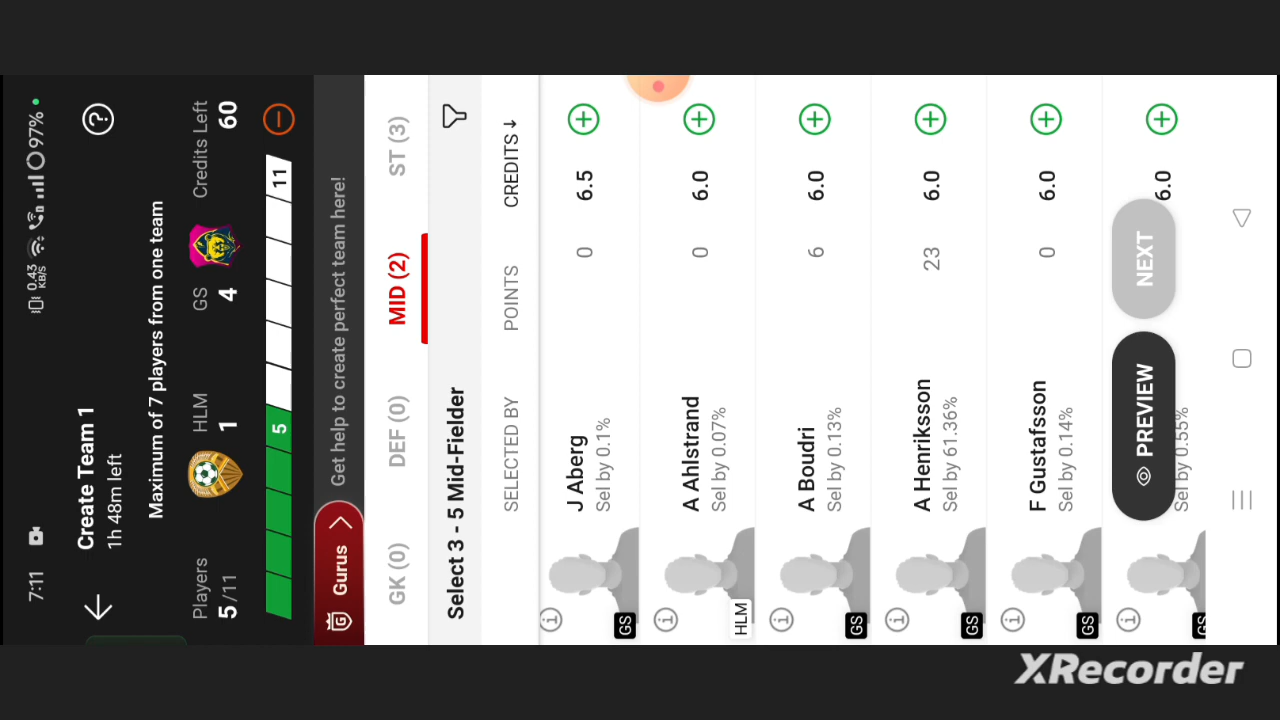 7:11
0.43 KB/S
97%
Create Team 1
1h 48m left
Maximum of 7 players from one team
Players
5/11
HLM
1
GS
4
Credits Left
60
5
11
Gurus
Get help to create perfect team here!
GK (0)
DEF (0)
MID (2)
ST (3)
Select 3 - 5 Mid-Fielder
SELECTED BY
POINTS
CREDITS
J Aberg
Sel by 0.1%
0
6.5
GS
A Ahlstrand
Sel by 0.07%
0
6.0
HLM
A Boudri
Sel by 0.13%
6
6.0
GS
A Henriksson
Sel by 61.36%
23
6.0
GS
F Gustafsson
Sel by 0.14%
0
6.0
GS
6.0
Sel by 0.55%
GS
PREVIEW
NEXT
XRecorder